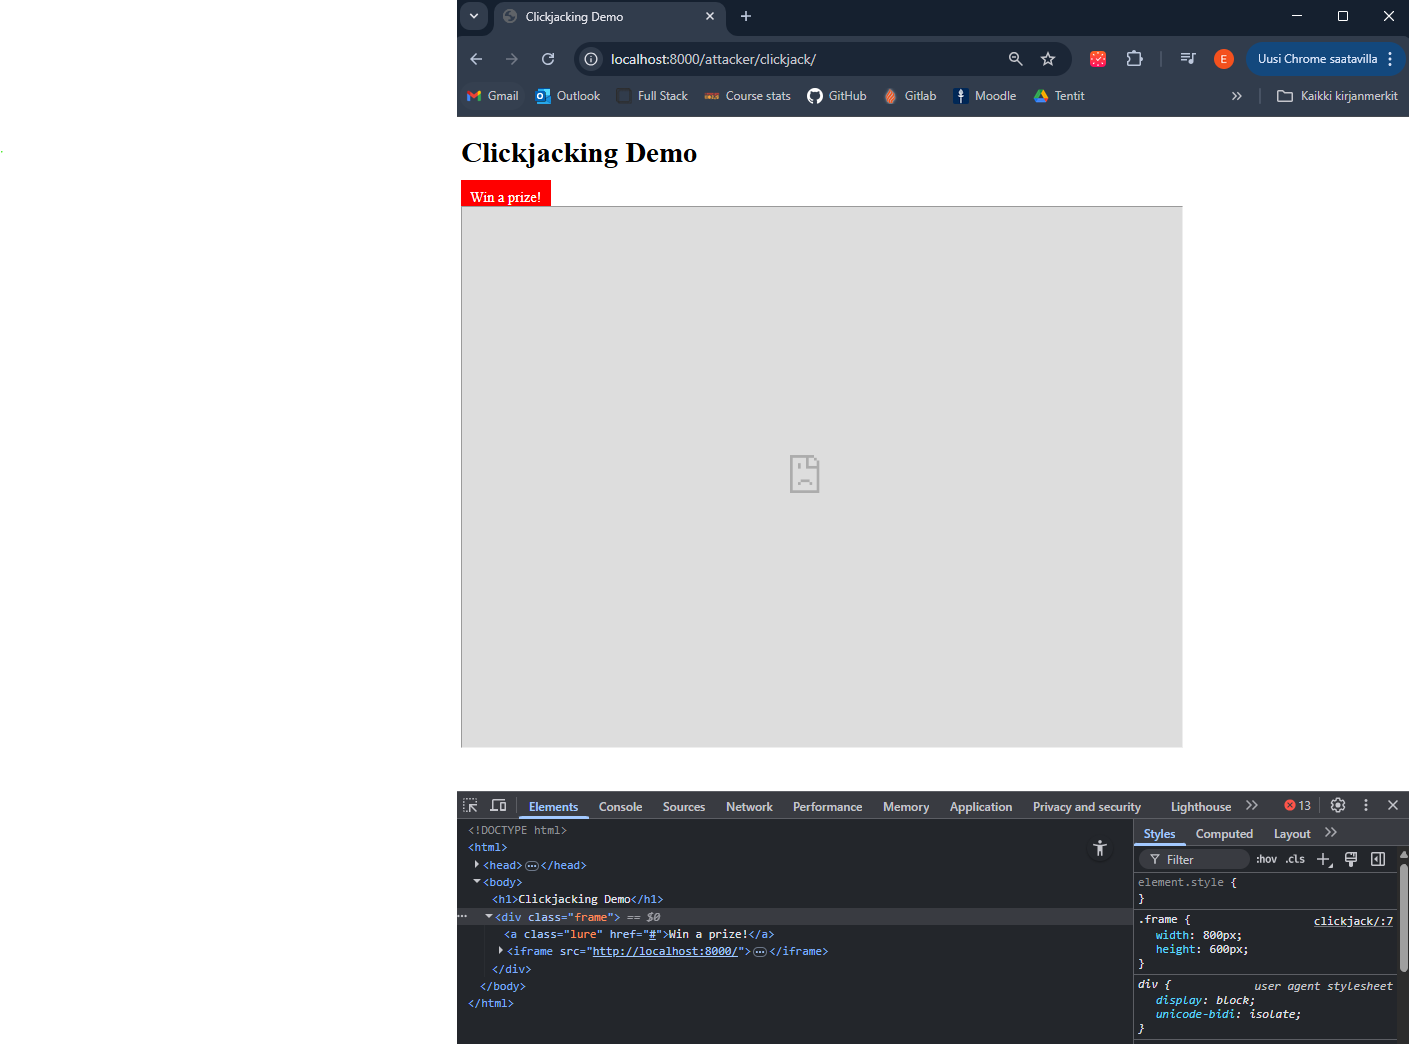 Clickjacking Demo
localhost:8000/attacker/clickjack/
E
Uusi Chrome saatavilla
Gmail Outlook Full Stack Course stats GitHub Gitlab Moodle Tentit Kaikki kirjanmerkit
Clickjacking Demo
Win a prize!
Elements Console Sources Network Performance Memory Application Privacy and security Lighthouse 13
<!DOCTYPE html>
<html>
<head>…</head>
<body>
<h1>Clickjacking Demo</h1>
<div class="frame"> == $0
<a class="lure" href="#">Win a prize!</a>
<iframe src="http://localhost:8000/">…</iframe>
</div>
</body>
</html>
Styles Computed Layout
Filter :hov .cls
element.style {
}
.frame { clickjack/:7
width: 800px;
height: 600px;
}
div { user agent stylesheet
display: block;
unicode-bidi: isolate;
}